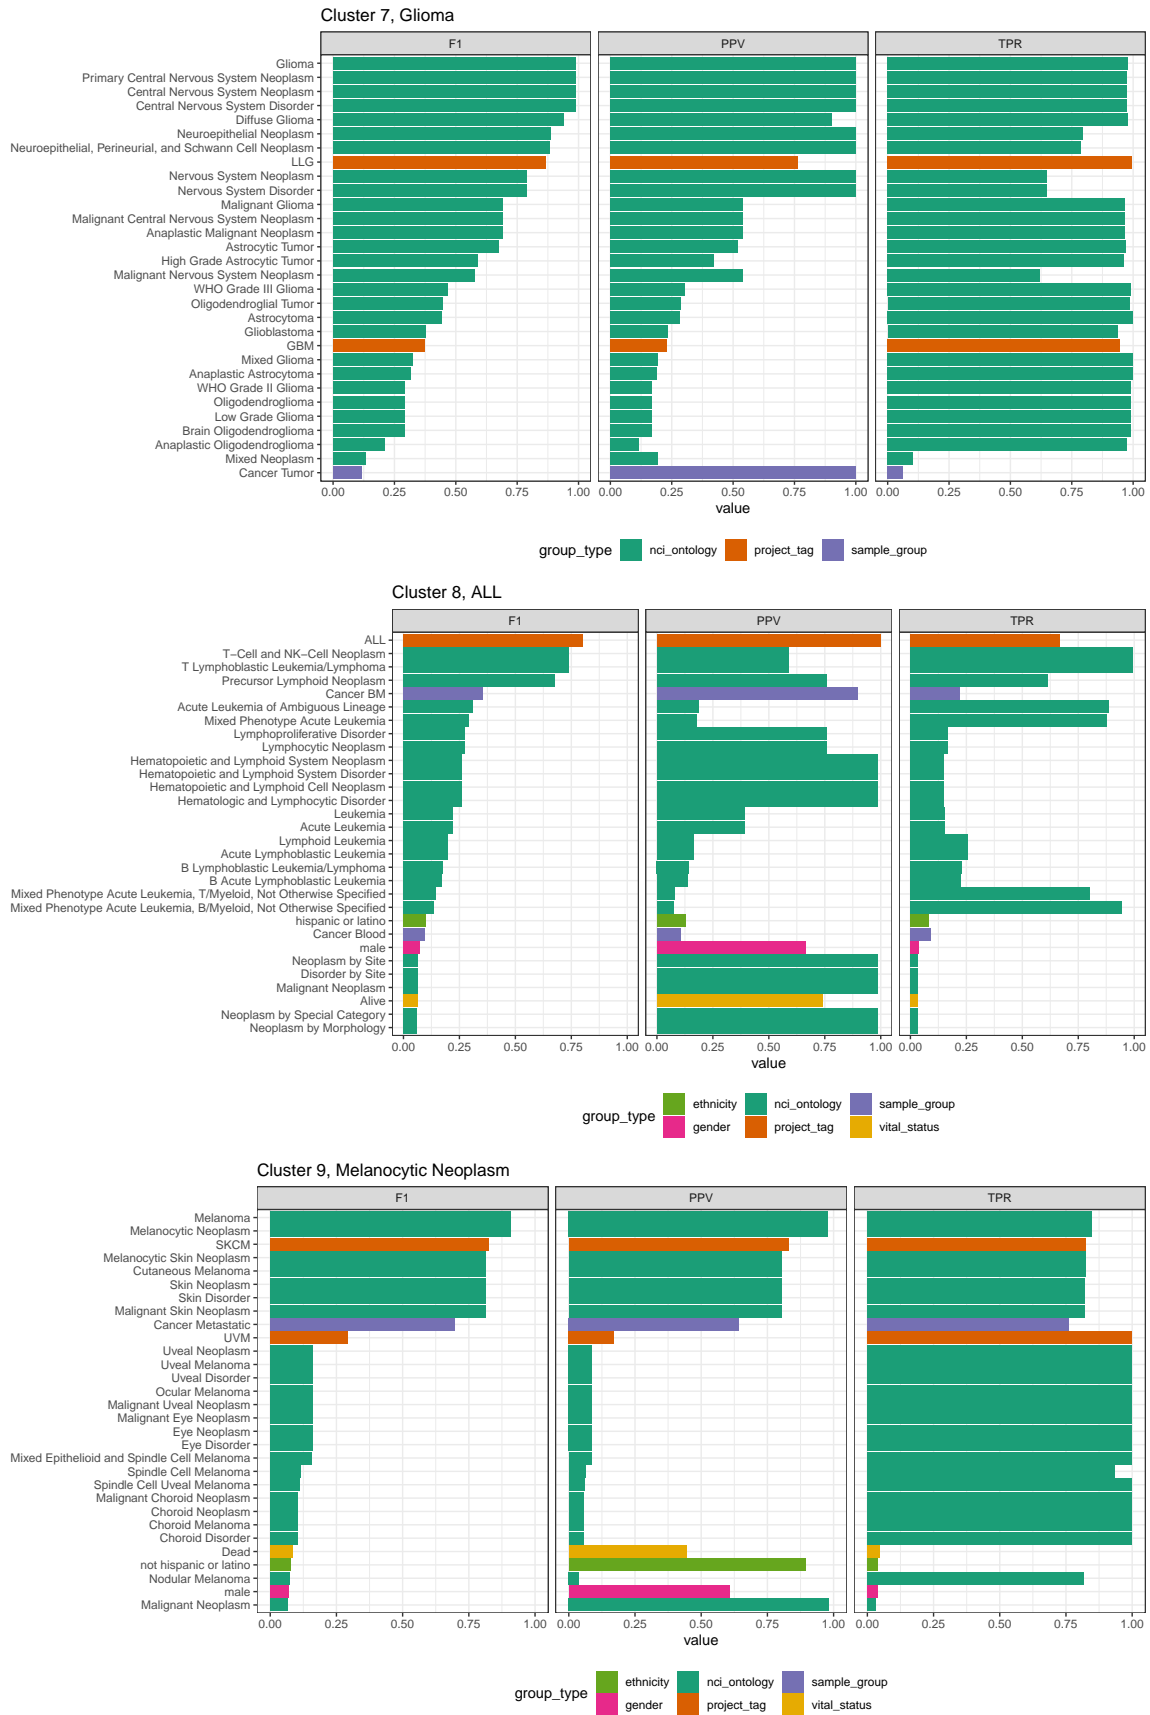 Cluster 7, Glioma
F1
PPV
TPR
Glioma
Primary Central Nervous System Neoplasm
Central Nervous System Neoplasm
Central Nervous System Disorder
Diffuse Glioma
Neuroepithelial Neoplasm
Neuroepithelial, Perineurial, and Schwann Cell Neoplasm
LLG
Nervous System Neoplasm
Nervous System Disorder
Malignant Glioma
Malignant Central Nervous System Neoplasm
Anaplastic Malignant Neoplasm
Astrocytic Tumor
High Grade Astrocytic Tumor
Malignant Nervous System Neoplasm
WHO Grade III Glioma
Oligodendroglial Tumor
Astrocytoma
Glioblastoma
GBM
Mixed Glioma
Anaplastic Astrocytoma
WHO Grade II Glioma
Oligodendroglioma
Low Grade Glioma
Brain Oligodendroglioma
Anaplastic Oligodendroglioma
Mixed Neoplasm
Cancer Tumor
0.00 0.25 0.50 0.75 1.00 0.00 0.25 0.50 0.75 1.00 0.00 0.25 0.50 0.75 1.00
value
group_type nci_ontology project_tag sample_group
Cluster 8, ALL
F1
PPV
TPR
ALL
T−Cell and NK−Cell Neoplasm
T Lymphoblastic Leukemia/Lymphoma
Precursor Lymphoid Neoplasm
Cancer BM
Acute Leukemia of Ambiguous Lineage
Mixed Phenotype Acute Leukemia
Lymphoproliferative Disorder
Lymphocytic Neoplasm
Hematopoietic and Lymphoid System Neoplasm
Hematopoietic and Lymphoid System Disorder
Hematopoietic and Lymphoid Cell Neoplasm
Hematologic and Lymphocytic Disorder
Leukemia
Acute Leukemia
Lymphoid Leukemia
Acute Lymphoblastic Leukemia
B Lymphoblastic Leukemia/Lymphoma
B Acute Lymphoblastic Leukemia
Mixed Phenotype Acute Leukemia, T/Myeloid, Not Otherwise Specified
Mixed Phenotype Acute Leukemia, B/Myeloid, Not Otherwise Specified
hispanic or latino
Cancer Blood
male
Neoplasm by Site
Disorder by Site
Malignant Neoplasm
Alive
Neoplasm by Special Category
Neoplasm by Morphology
0.00 0.25 0.50 0.75 1.00 0.00 0.25 0.50 0.75 1.00 0.00 0.25 0.50 0.75 1.00
value
group_type
ethnicity nci_ontology sample_group
gender project_tag vital_status
Cluster 9, Melanocytic Neoplasm
F1
PPV
TPR
Melanoma
Melanocytic Neoplasm
SKCM
Melanocytic Skin Neoplasm
Cutaneous Melanoma
Skin Neoplasm
Skin Disorder
Malignant Skin Neoplasm
Cancer Metastatic
UVM
Uveal Neoplasm
Uveal Melanoma
Uveal Disorder
Ocular Melanoma
Malignant Uveal Neoplasm
Malignant Eye Neoplasm
Eye Neoplasm
Eye Disorder
Mixed Epithelioid and Spindle Cell Melanoma
Spindle Cell Melanoma
Spindle Cell Uveal Melanoma
Malignant Choroid Neoplasm
Choroid Neoplasm
Choroid Melanoma
Choroid Disorder
Dead
not hispanic or latino
Nodular Melanoma
male
Malignant Neoplasm
0.00 0.25 0.50 0.75 1.00 0.00 0.25 0.50 0.75 1.00 0.00 0.25 0.50 0.75 1.00
value
group_type
ethnicity nci_ontology sample_group
gender project_tag vital_status